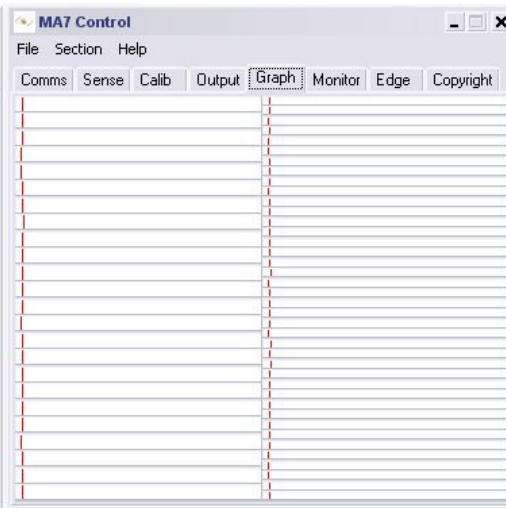 MA7 Control
File Section Help
Comms Sense Calib Output Graph Monitor Edge Copyright